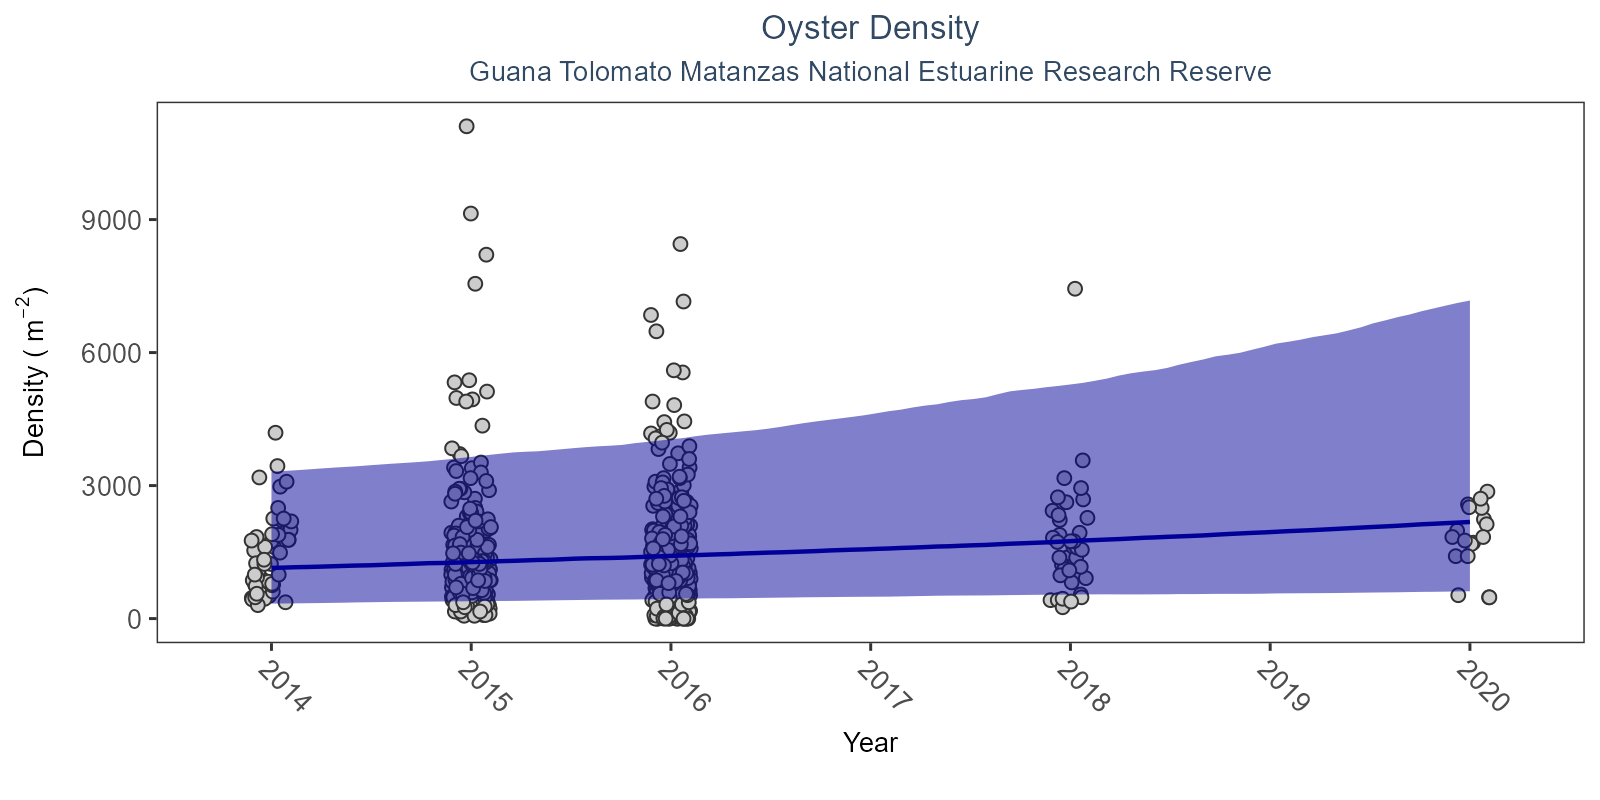 Oyster Density
Guana Tolomato Matanzas National Estuarine Research Reserve
Density ( m⁻²)
9000
6000
3000
0
2014
2015
2016
2017
2018
2019
2020
Year